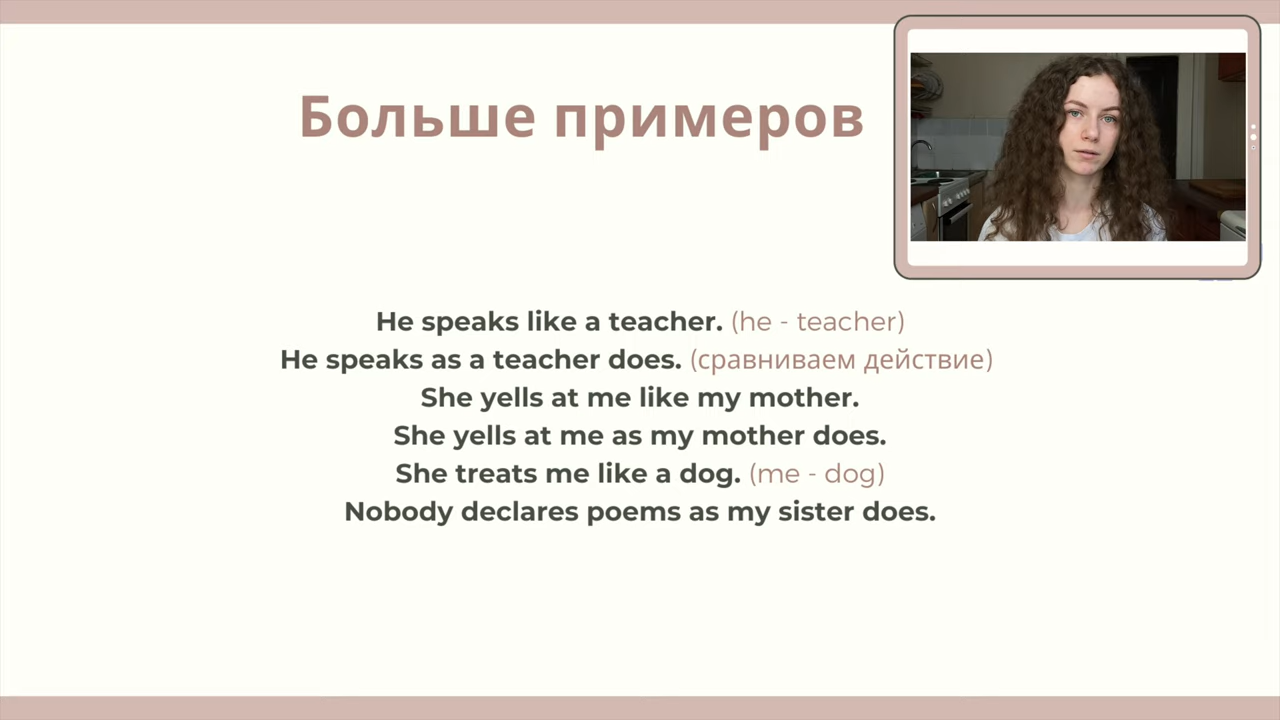 Больше примеров
He speaks like a teacher. (he - teacher)
He speaks as a teacher does. (сравниваем действие)
She yells at me like my mother.
She yells at me as my mother does.
She treats me like a dog. (me - dog)
Nobody declares poems as my sister does.